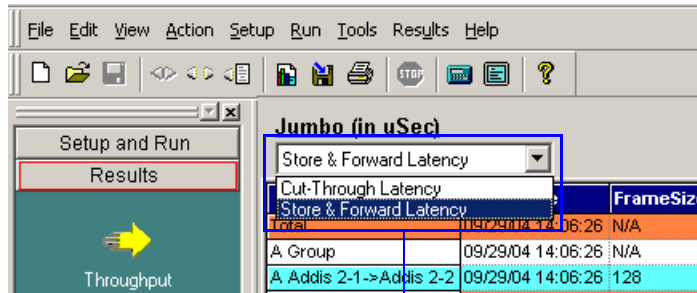 File Edit View Action Setup Run Tools Results Help
STOP
Setup and Run
Results
Throughput
Jumbo (in uSec)
Store & Forward Latency
Cut-Through Latency
Store & Forward Latency
FrameSiz
Total 09/29/04 14:06:26 N/A
A Group 09/29/04 14:06:26 N/A
A Addis 2-1->Addis 2-2 09/29/04 14:06:26 128